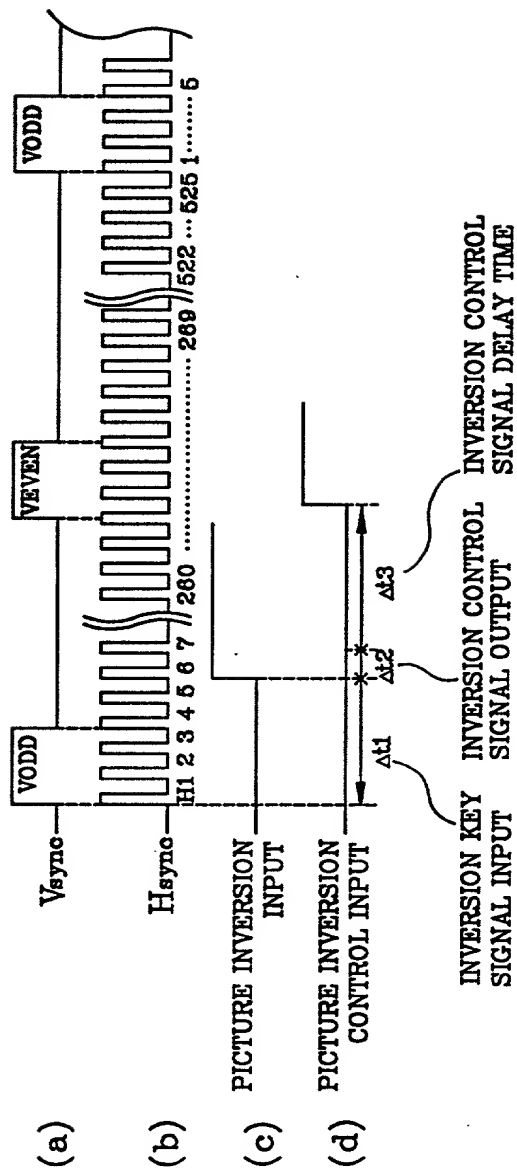 (a)
Vsync
VODD
VEVEN
VODD
(b)
Hsync
H1 2 3 4 5 6 7 260 ........... 269 522 ... 525 1 ........ 5
(c)
PICTURE INVERSION
INPUT
(d)
PICTURE INVERSION
CONTROL INPUT
Δt1
Δt2
Δt3
INVERSION KEY
SIGNAL INPUT
INVERSION CONTROL
SIGNAL OUTPUT
INVERSION CONTROL
SIGNAL DELAY TIME